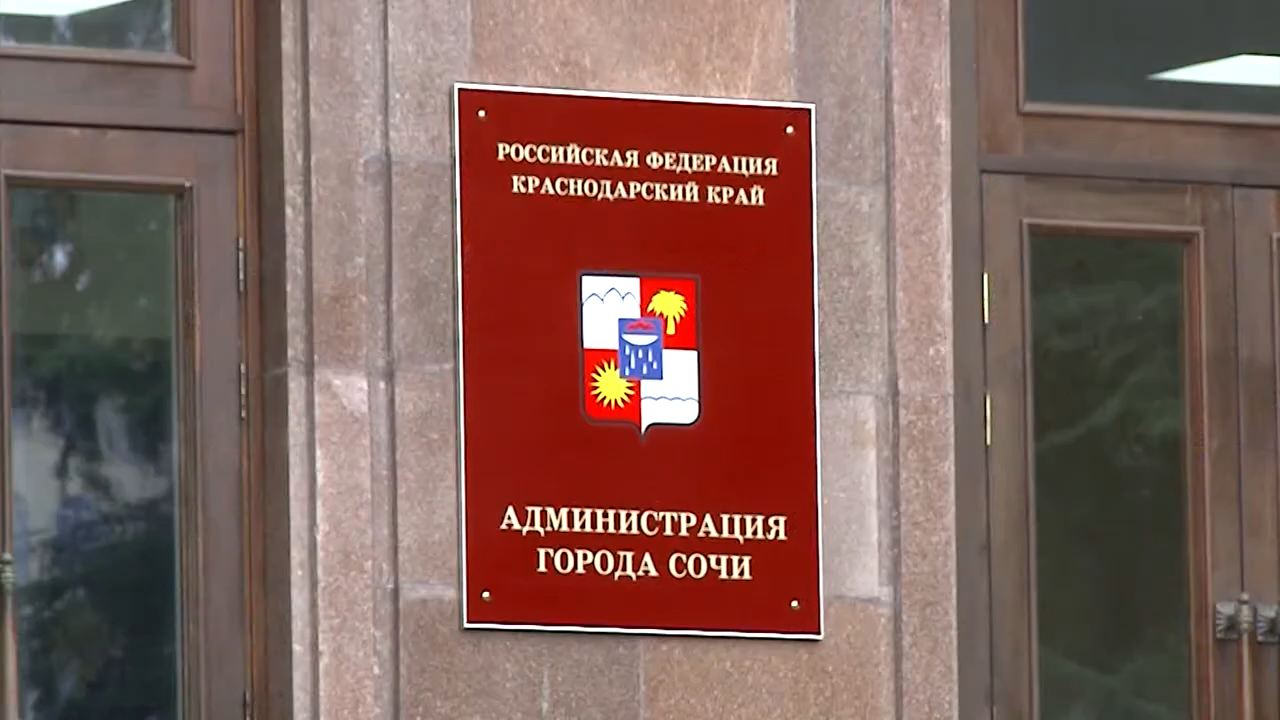 РОССИЙСКАЯ ФЕДЕРАЦИЯ
КРАСНОДАРСКИЙ КРАЙ
АДМИНИСТРАЦИЯ
ГОРОДА СОЧИ